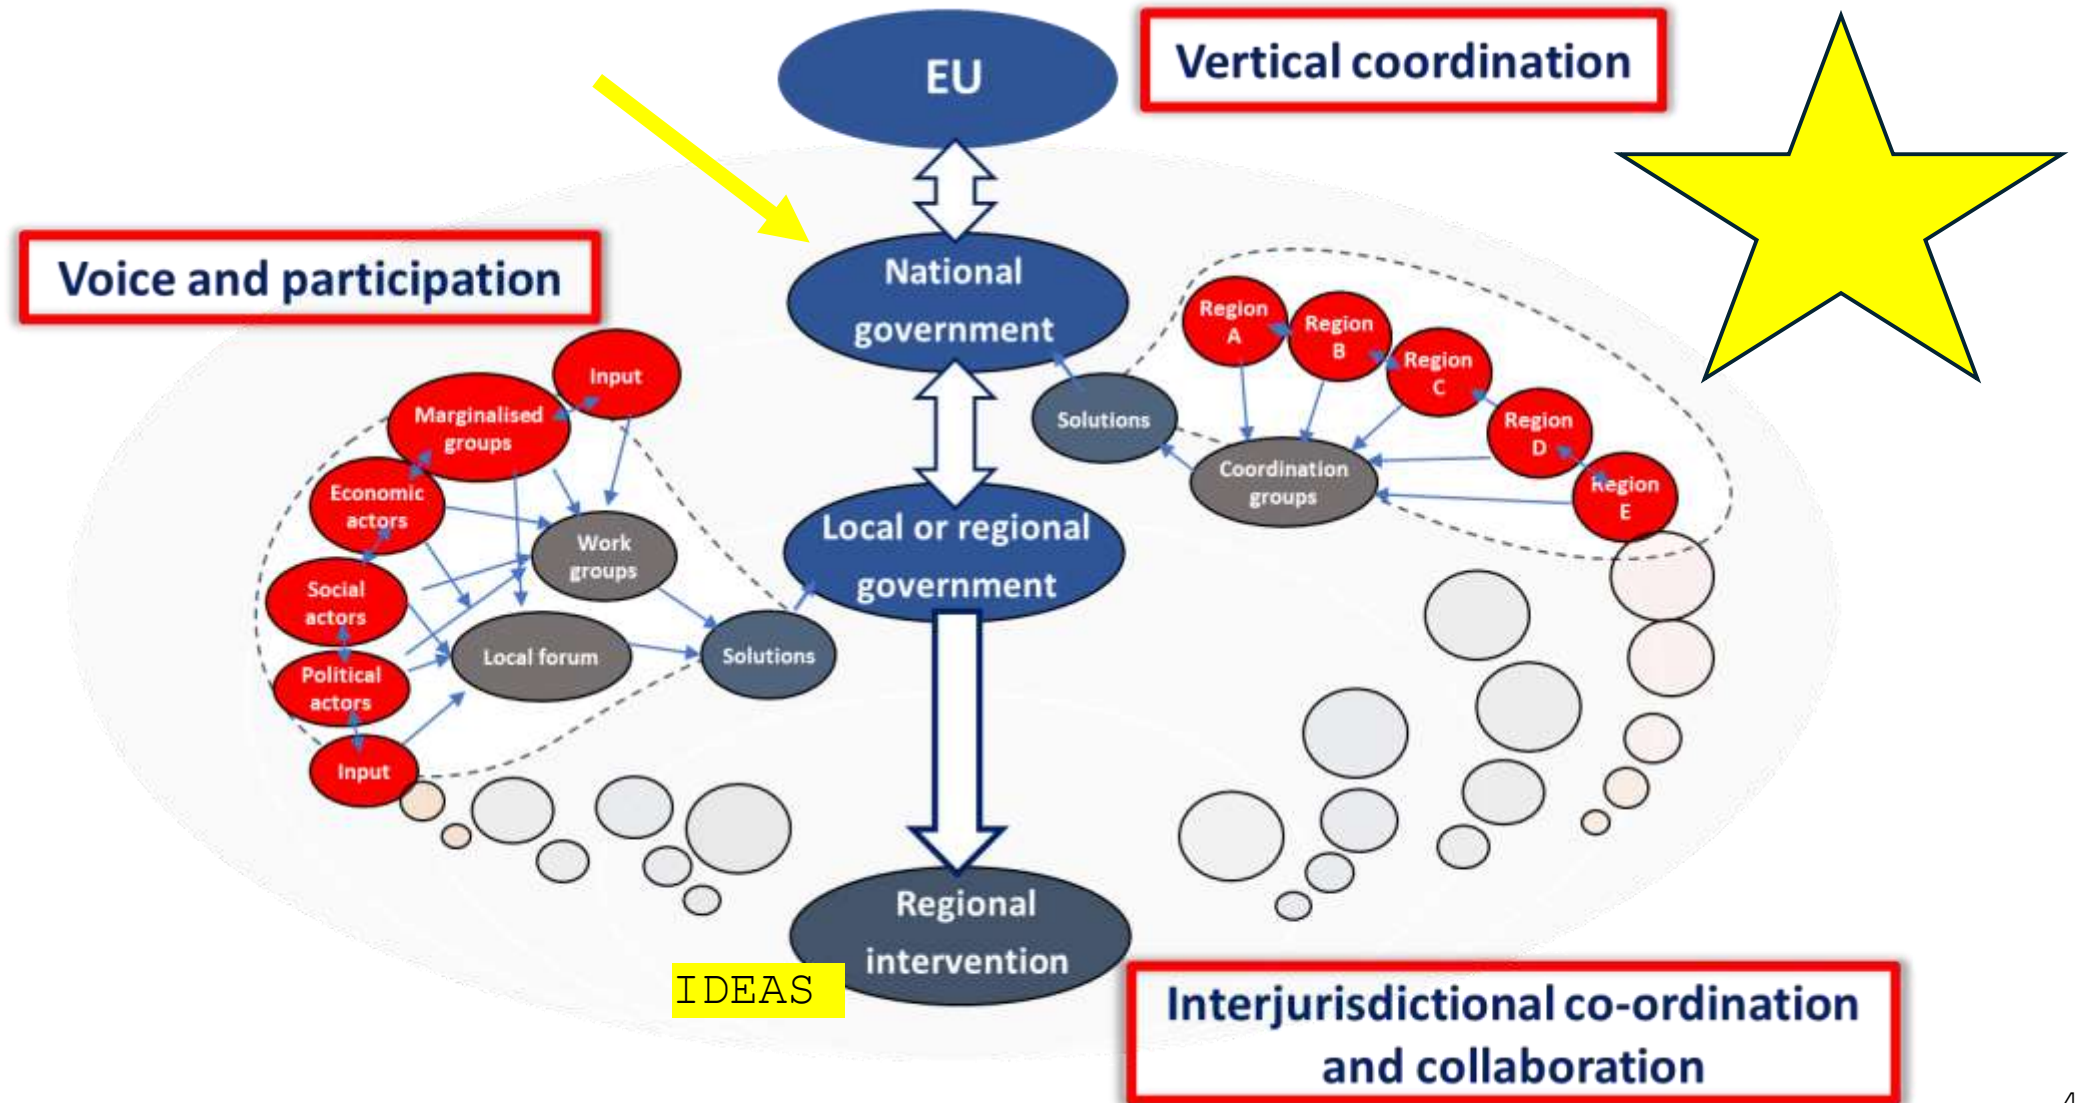 EU
Vertical coordination
Voice and participation
National
government
Region
A
Region
B
Region
C
Region
D
Region
E
Solutions
Coordination
groups
Input
Marginalised
groups
Economic
actors
Social
actors
Political
actors
Input
Work
groups
Local forum
Solutions
Local or regional
government
Regional
intervention
IDEAS
Interjurisdictional co-ordination
and collaboration